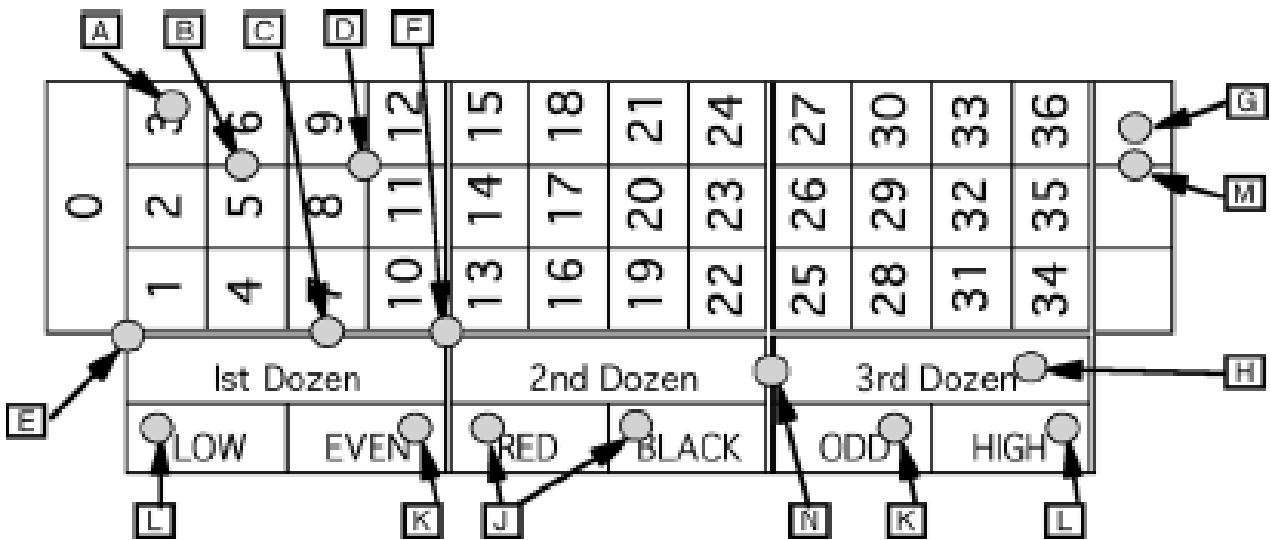 A B C D F
3 6 9 12 15 18 21 24 27 30 33 36 G
0 2 5 8 11 14 17 20 23 26 29 32 35 M
1 4 7 10 13 16 19 22 25 28 31 34
Ist Dozen 2nd Dozen 3rd Dozen H
E LOW EVEN RED BLACK ODD HIGH
L K J N K L